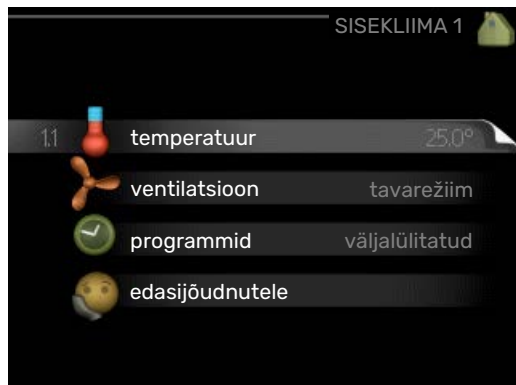 SISEKLIIMA 1
1.1 temperatuur 25.0°
ventilatsioon tavarežiim
programmid väljalülitatud
edasijõudnutele